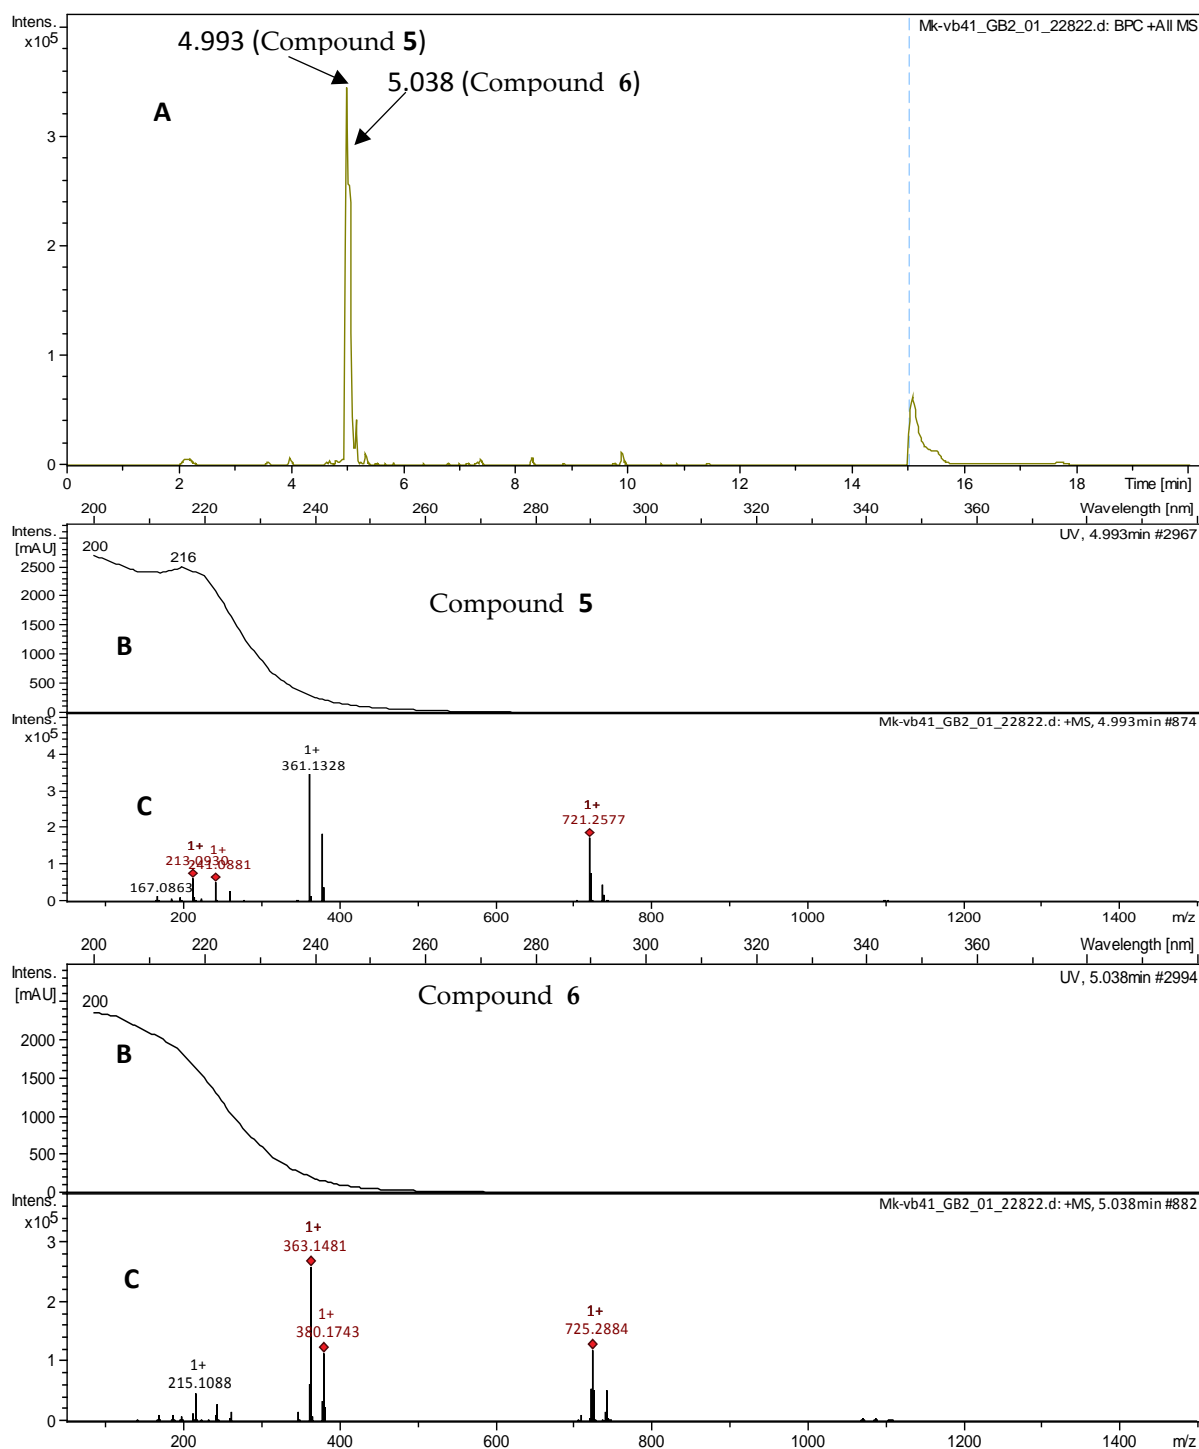 Intens.
x10⁵
Mk-vb41_GB2_01_22822.d: BPC +All MS
4.993 (Compound 5)
5.038 (Compound 6)
A
3
2
1
0
0 2 4 6 8 10 12 14 16 18 Time [min]
200 220 240 260 280 300 320 340 360 Wavelength [nm]
Intens.
[mAU]
UV, 4.993min #2967
200
216
2500
2000
1500
1000
500
0
Compound 5
B
Intens.
x10⁵
Mk-vb41_GB2_01_22822.d: +MS, 4.993min #874
4
3
2
1
0
1+
361.1328
C
1+
721.2577
1+
213.0930
1+
241.0881
167.0863
200 400 600 800 1000 1200 1400 m/z
200 220 240 260 280 290 320 340 360 Wavelength [nm]
Intens.
[mAU]
UV, 5.038min #2994
200
Compound 6
2000
1500
1000
500
0
B
Intens.
x10⁵
Mk-vb41_GB2_01_22822.d: +MS, 5.038min #882
3
2
1
0
1+
363.1481
C
1+
380.1743
1+
725.2884
1+
215.1088
200 400 600 800 1000 1200 1400 m/z